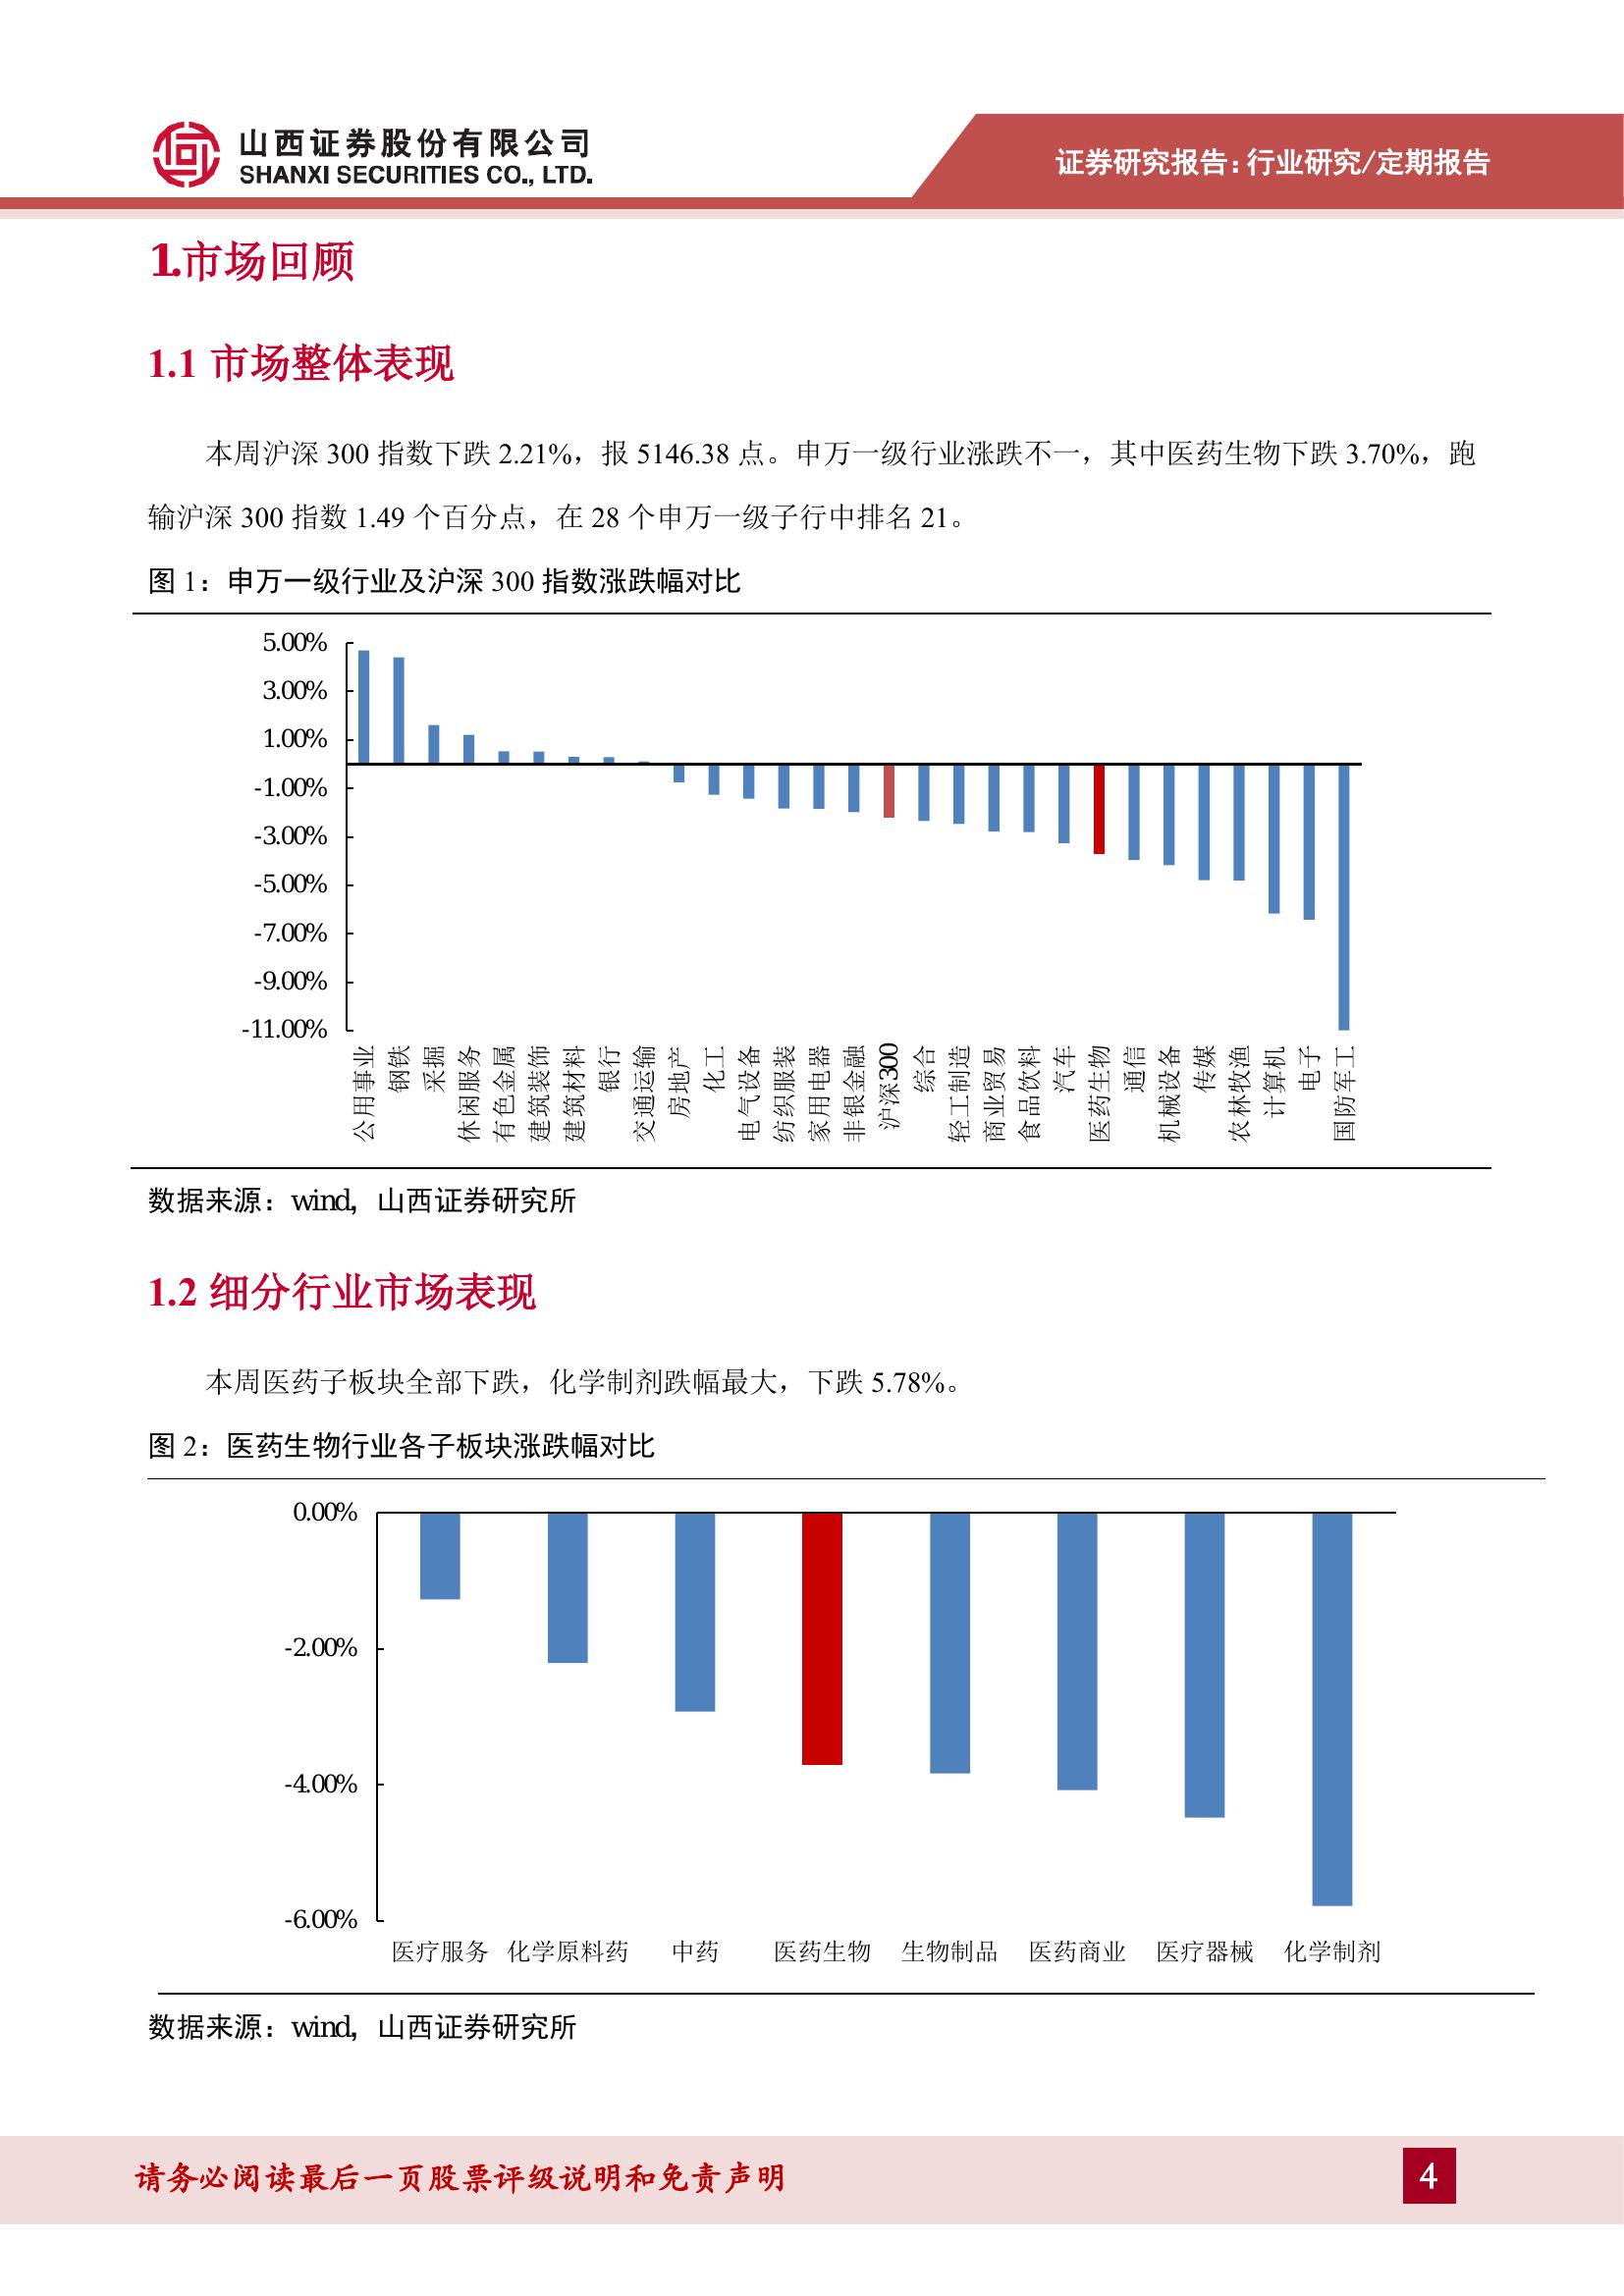 山西证券股份有限公司
SHANXI SECURITIES CO., LTD.
证券研究报告：行业研究/定期报告
1.市场回顾
1.1 市场整体表现
本周沪深 300 指数下跌 2.21%，报 5146.38 点。申万一级行业涨跌不一，其中医药生物下跌 3.70%，跑
输沪深 300 指数 1.49 个百分点，在 28 个申万一级子行中排名 21。
图 1：申万一级行业及沪深 300 指数涨跌幅对比
5.00%
3.00%
1.00%
-1.00%
-3.00%
-5.00%
-7.00%
-9.00%
-11.00%
公用事业
钢铁
采掘
休闲服务
有色金属
建筑装饰
建筑材料
银行
交通运输
房地产
化工
电气设备
纺织服装
家用电器
非银金融
沪深300
综合
轻工制造
商业贸易
食品饮料
汽车
医药生物
通信
机械设备
传媒
农林牧渔
计算机
电子
国防军工
数据来源：wind，山西证券研究所
1.2 细分行业市场表现
本周医药子板块全部下跌，化学制剂跌幅最大，下跌 5.78%。
图 2：医药生物行业各子板块涨跌幅对比
0.00%
-2.00%
-4.00%
-6.00%
医疗服务 化学原料药 中药 医药生物 生物制品 医药商业 医疗器械 化学制剂
数据来源：wind，山西证券研究所
请务必阅读最后一页股票评级说明和免责声明
4